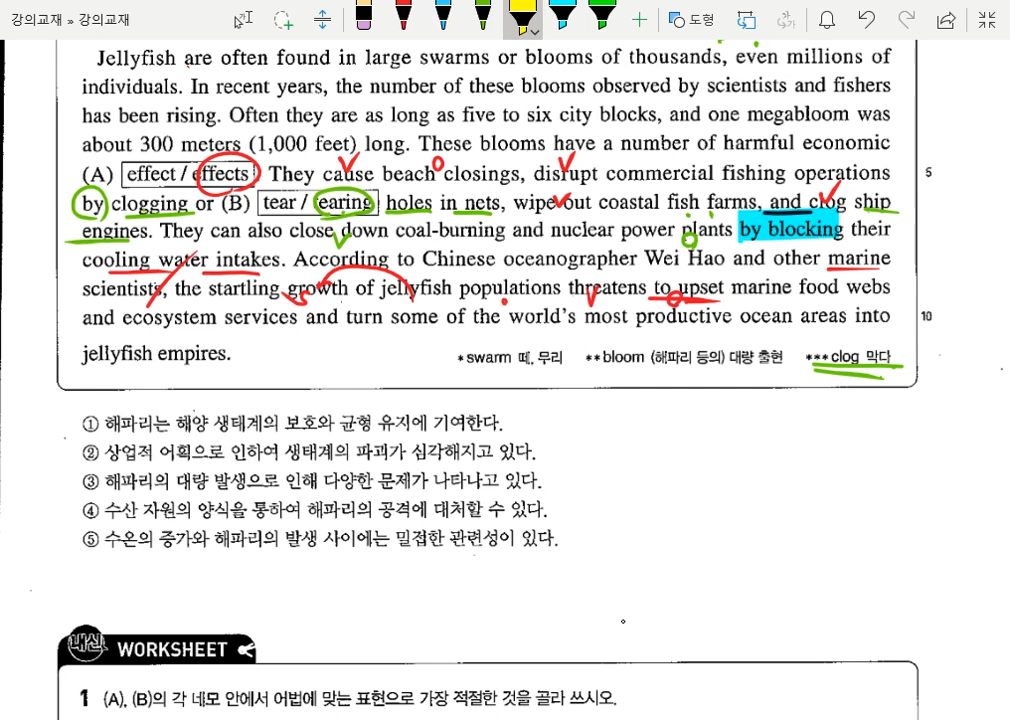 강의교재 » 강의교재
도형
Jellyfish are often found in large swarms or blooms of thousands, even millions of
individuals. In recent years, the number of these blooms observed by scientists and fishers
has been rising. Often they are as long as five to six city blocks, and one megabloom was
about 300 meters (1,000 feet) long. These blooms have a number of harmful economic
(A) effect / effects They cause beach closings, disrupt commercial fishing operations 5
by clogging or (B) tear / tearing holes in nets, wipe out coastal fish farms, and clog ship
engines. They can also close down coal-burning and nuclear power plants by blocking their
cooling water intakes. According to Chinese oceanographer Wei Hao and other marine
scientists, the startling growth of jellyfish populations threatens to upset marine food webs
and ecosystem services and turn some of the world's most productive ocean areas into 10
jellyfish empires.
*swarm 떼, 무리 **bloom (해파리 등의) 대량 출현 ***clog 막다
① 해파리는 해양 생태계의 보호와 균형 유지에 기여한다.
② 상업적 어획으로 인하여 생태계의 파괴가 심각해지고 있다.
③ 해파리의 대량 발생으로 인해 다양한 문제가 나타나고 있다.
④ 수산 자원의 양식을 통하여 해파리의 공격에 대처할 수 있다.
⑤ 수온의 증가와 해파리의 발생 사이에는 밀접한 관련성이 있다.
내신 WORKSHEET
1 (A), (B)의 각 네모 안에서 어법에 맞는 표현으로 가장 적절한 것을 골라 쓰시오.